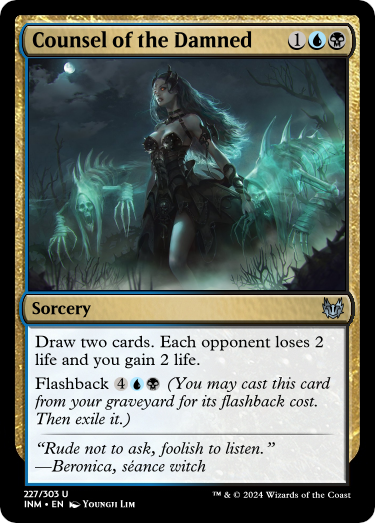 Counsel of the Damned 1
Sorcery
Draw two cards. Each opponent loses 2
life and you gain 2 life.
Flashback 4 (You may cast this card
from your graveyard for its flashback cost.
Then exile it.)
“Rude not to ask, foolish to listen.”
—Beronica, séance witch
227/303 U
INM • EN Youngji Lim
™ & © 2024 Wizards of the Coast